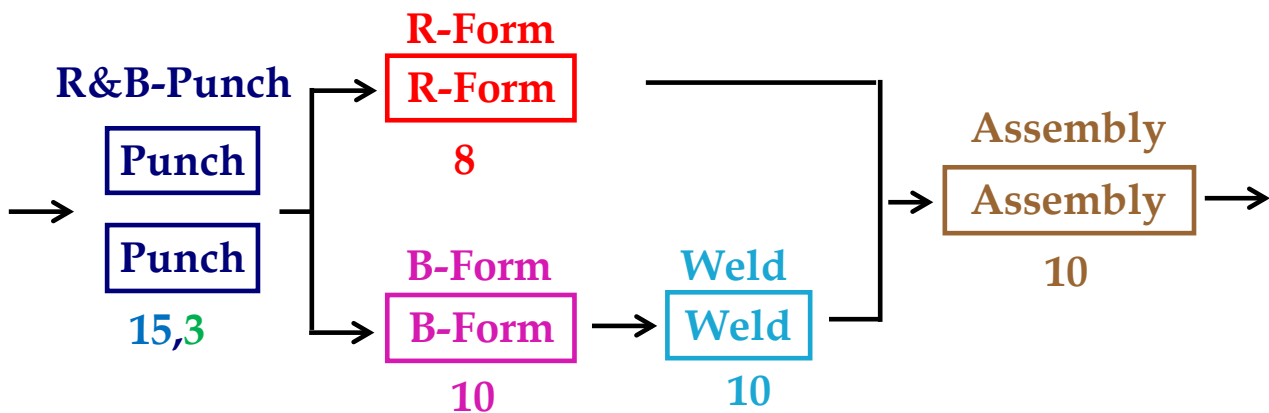 R&B-Punch
Punch
Punch
15,3
R-Form
R-Form
8
B-Form
B-Form
10
Weld
Weld
10
Assembly
Assembly
10